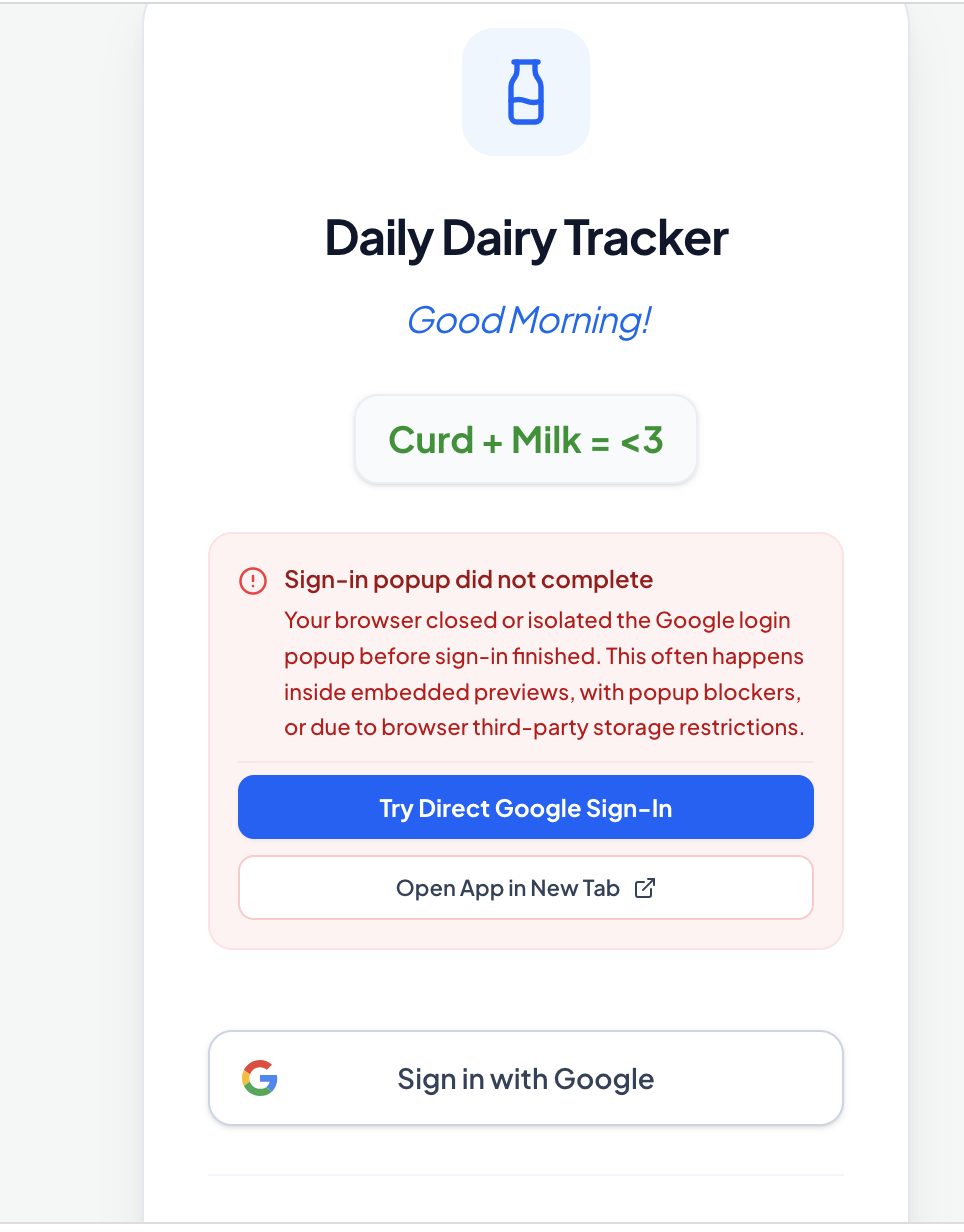 Daily Dairy Tracker
Good Morning!
Curd + Milk = <3
Sign-in popup did not complete
Your browser closed or isolated the Google login
popup before sign-in finished. This often happens
inside embedded previews, with popup blockers,
or due to browser third-party storage restrictions.
Try Direct Google Sign-In
Open App in New Tab
Sign in with Google